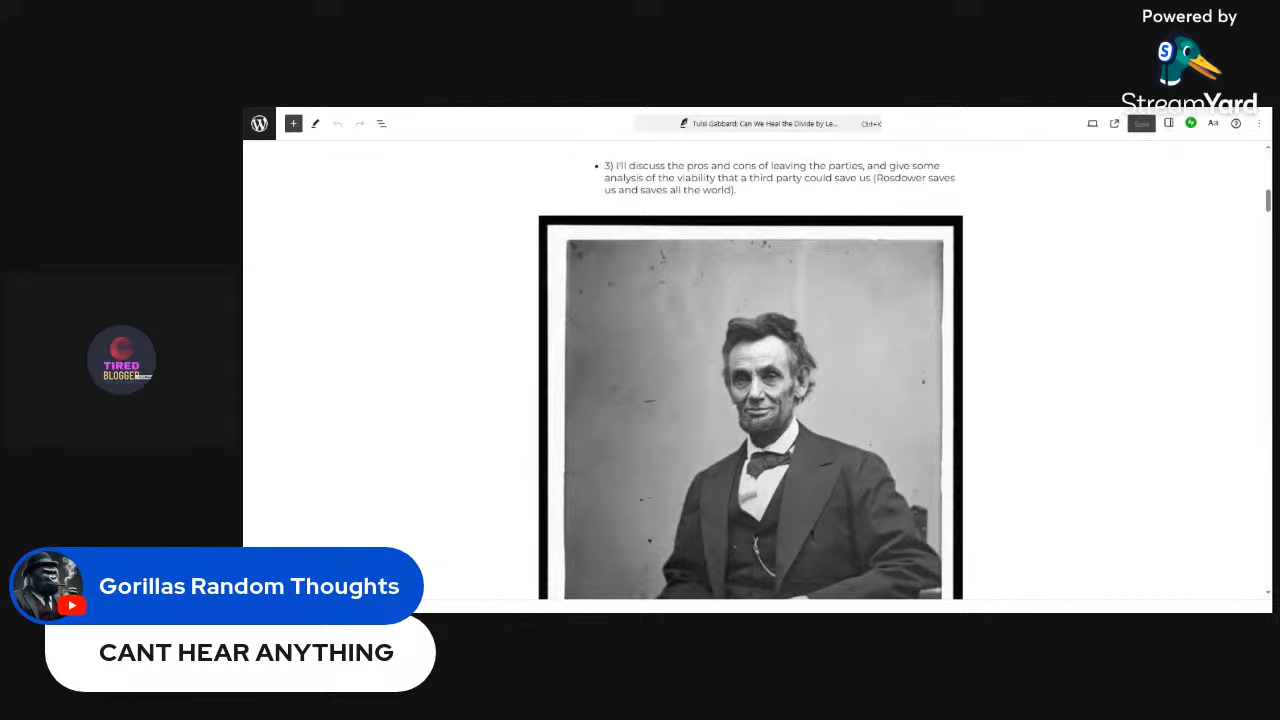 Powered by
StreamYard
Tulsi Gabbard: Can We Heal the Divide by Le... Ctrl+K
Save
Aa
• 3) I'll discuss the pros and cons of leaving the parties, and give some
analysis of the viability that a third party could save us (Rosdower saves
us and saves all the world).
TIRED
BLOGGER
Gorillas Random Thoughts
CANT HEAR ANYTHING